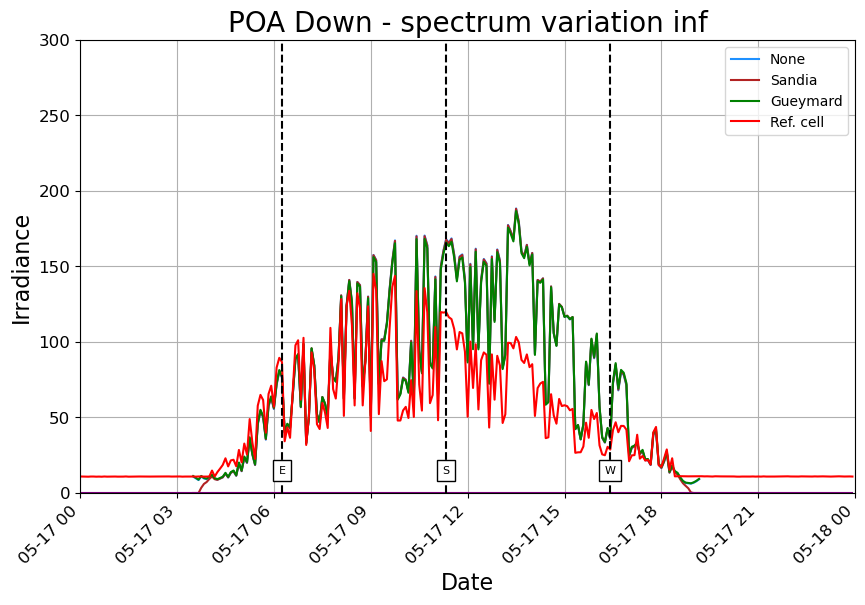 POA Down - spectrum variation inf
300
250
200
150
100
50
0
Irradiance
None
Sandia
Gueymard
Ref. cell
E
S
W
05-17 00
05-17 03
05-17 06
05-17 09
05-17 12
05-17 15
05-17 18
05-17 21
05-18 00
Date